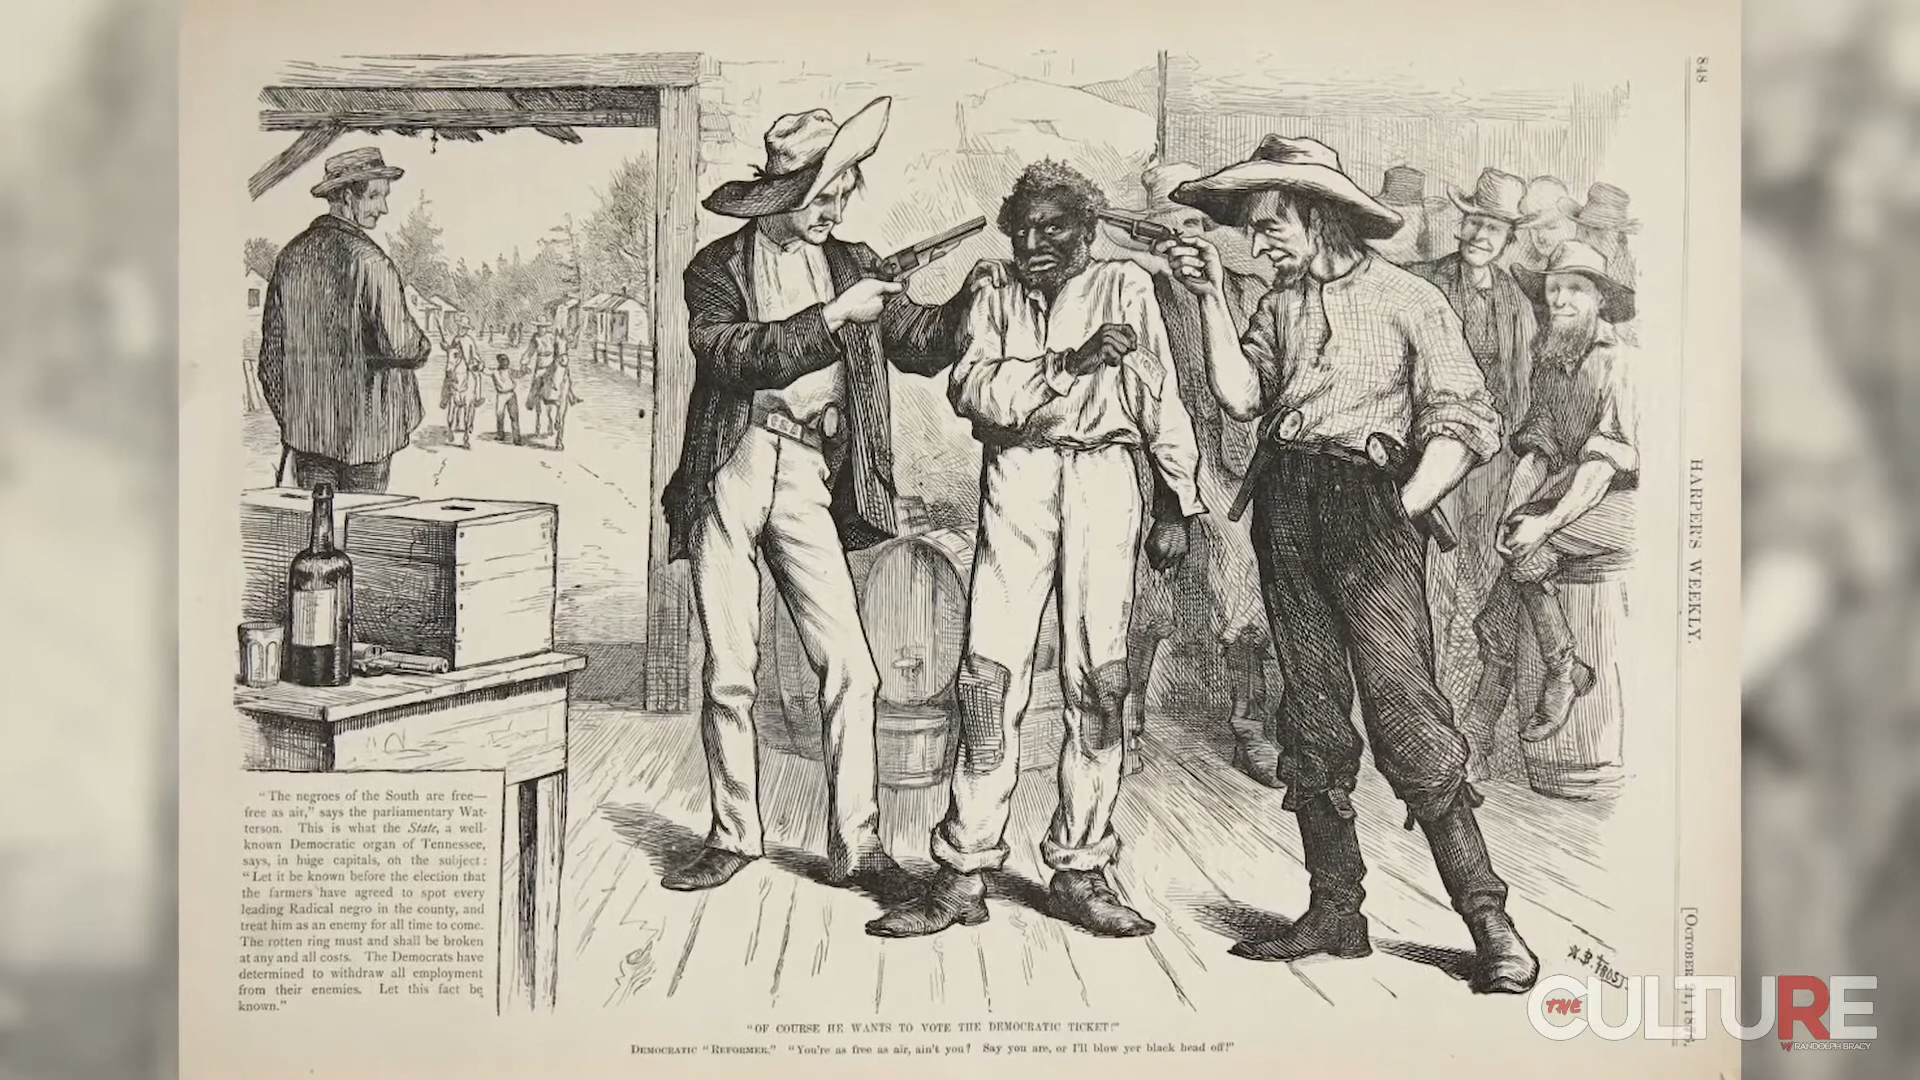 848
HARPER'S WEEKLY.
[OCTOBER 21, 187
"The negroes of the South are free—
free as air," says the parliamentary Wat-
terson. This is what the State, a well-
known Democratic organ of Tennessee,
says, in huge capitals, on the subject:
"Let it be known before the election that
the farmers have agreed to spot every
leading Radical negro in the county, and
treat him as an enemy for all time to come.
The rotten ring must and shall be broken
at any and all costs. The Democrats have
determined to withdraw all employment
from their enemies. Let this fact be
known."
A. B. FROST.
"OF COURSE HE WANTS TO VOTE THE DEMOCRATIC TICKET!"
DEMOCRATIC "REFORMER." "You're as free as air, ain't you? Say you are, or I'll blow yer black head off!"
THE CULTURE
W/ RANDOLPH BRACY